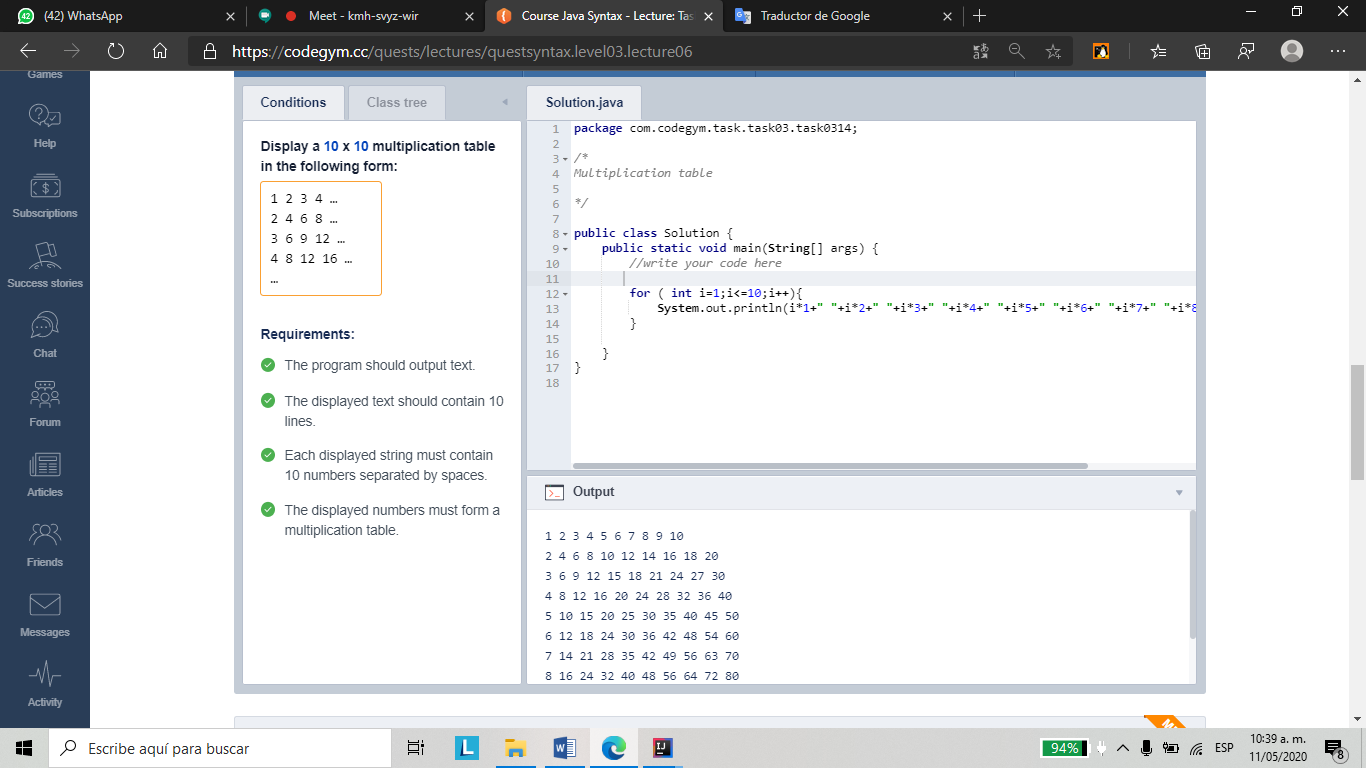 42
(42) WhatsApp
Meet - kmh-svyz-wir
Course Java Syntax - Lecture: Tas
Traductor de Google
https://codegym.cc/quests/lectures/questsyntax.level03.lecture06
Games
Help
Subscriptions
Success stories
Chat
Forum
Articles
Friends
Messages
Activity
Conditions
Class tree
Display a 10 x 10 multiplication table
in the following form:
1 2 3 4 …
2 4 6 8 …
3 6 9 12 …
4 8 12 16 …
…
Requirements:
The program should output text.
The displayed text should contain 10
lines.
Each displayed string must contain
10 numbers separated by spaces.
The displayed numbers must form a
multiplication table.
Solution.java
1 package com.codegym.task.task03.task0314;
2
3 /*
4 Multiplication table
5
6 */
7
8 public class Solution {
9 public static void main(String[] args) {
10 //write your code here
11
12 for ( int i=1;i<=10;i++){
13 System.out.println(i*1+" "+i*2+" "+i*3+" "+i*4+" "+i*5+" "+i*6+" "+i*7+" "+i*8
14 }
15
16 }
17 }
18
Output
1 2 3 4 5 6 7 8 9 10
2 4 6 8 10 12 14 16 18 20
3 6 9 12 15 18 21 24 27 30
4 8 12 16 20 24 28 32 36 40
5 10 15 20 25 30 35 40 45 50
6 12 18 24 30 36 42 48 54 60
7 14 21 28 35 42 49 56 63 70
8 16 24 32 40 48 56 64 72 80
Escribe aquí para buscar
94%
ESP
10:39 a. m.
11/05/2020
8